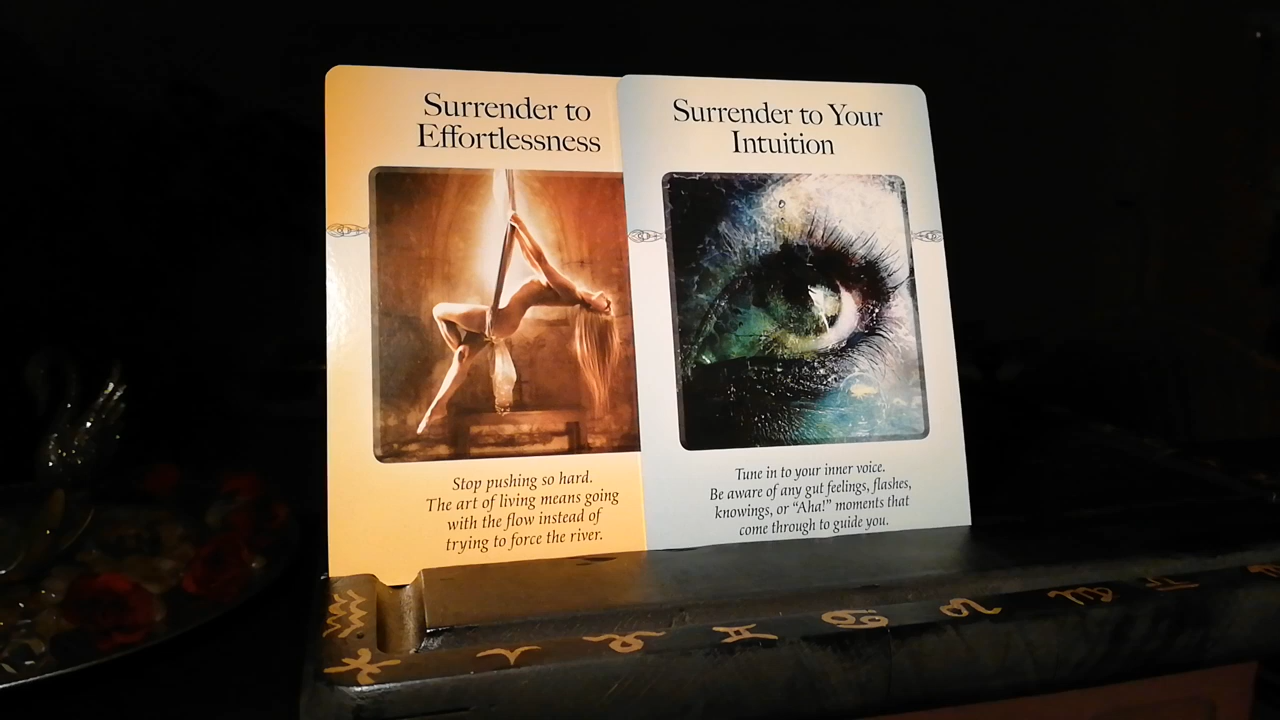 Surrender to
Effortlessness
Stop pushing so hard.
The art of living means going
with the flow instead of
trying to force the river.
Surrender to Your
Intuition
Tune in to your inner voice.
Be aware of any gut feelings, flashes,
knowings, or “Aha!” moments that
come through to guide you.